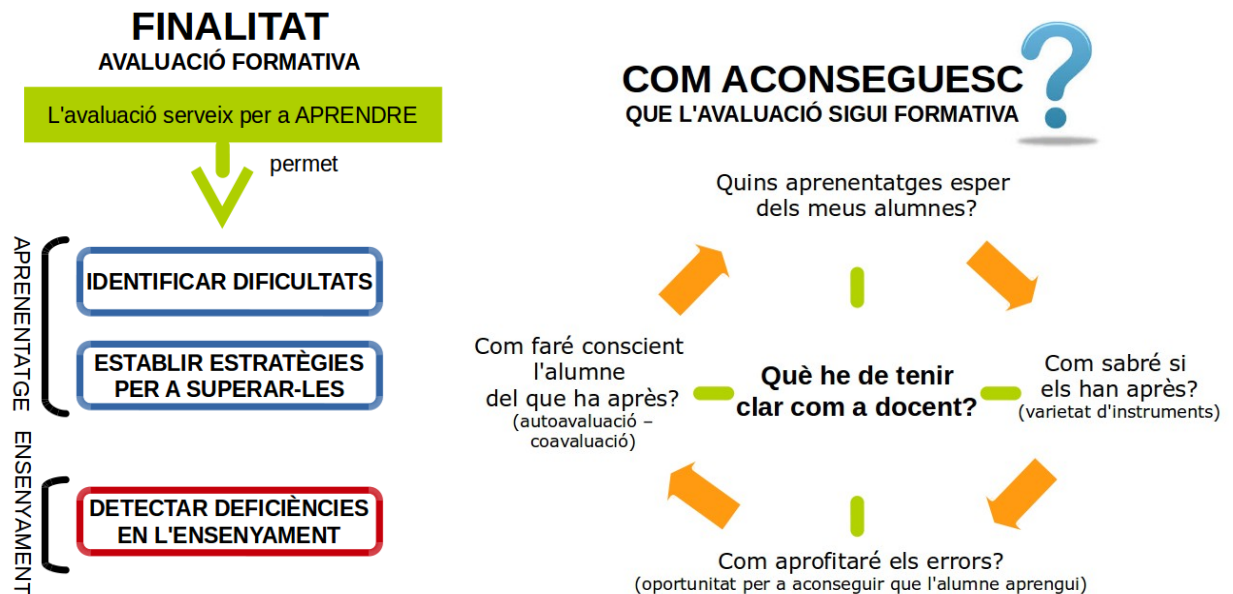 FINALITAT
AVALUACIÓ FORMATIVA
L'avaluació serveix per a APRENDRE
permet
APRENENTATGE
IDENTIFICAR DIFICULTATS
ESTABLIR ESTRATÈGIES
PER A SUPERAR-LES
ENSENYAMENT
DETECTAR DEFICIÈNCIES
EN L'ENSENYAMENT
COM ACONSEGUESC
QUE L'AVALUACIÓ SIGUI FORMATIVA
?
Quins aprenentatges esper
dels meus alumnes?
Com sabré si
els han après?
(varietat d'instruments)
Com aprofitaré els errors?
(oportunitat per a aconseguir que l'alumne aprengui)
Com faré conscient
l'alumne
del que ha après?
(autoavaluació –
coavaluació)
Què he de tenir
clar com a docent?